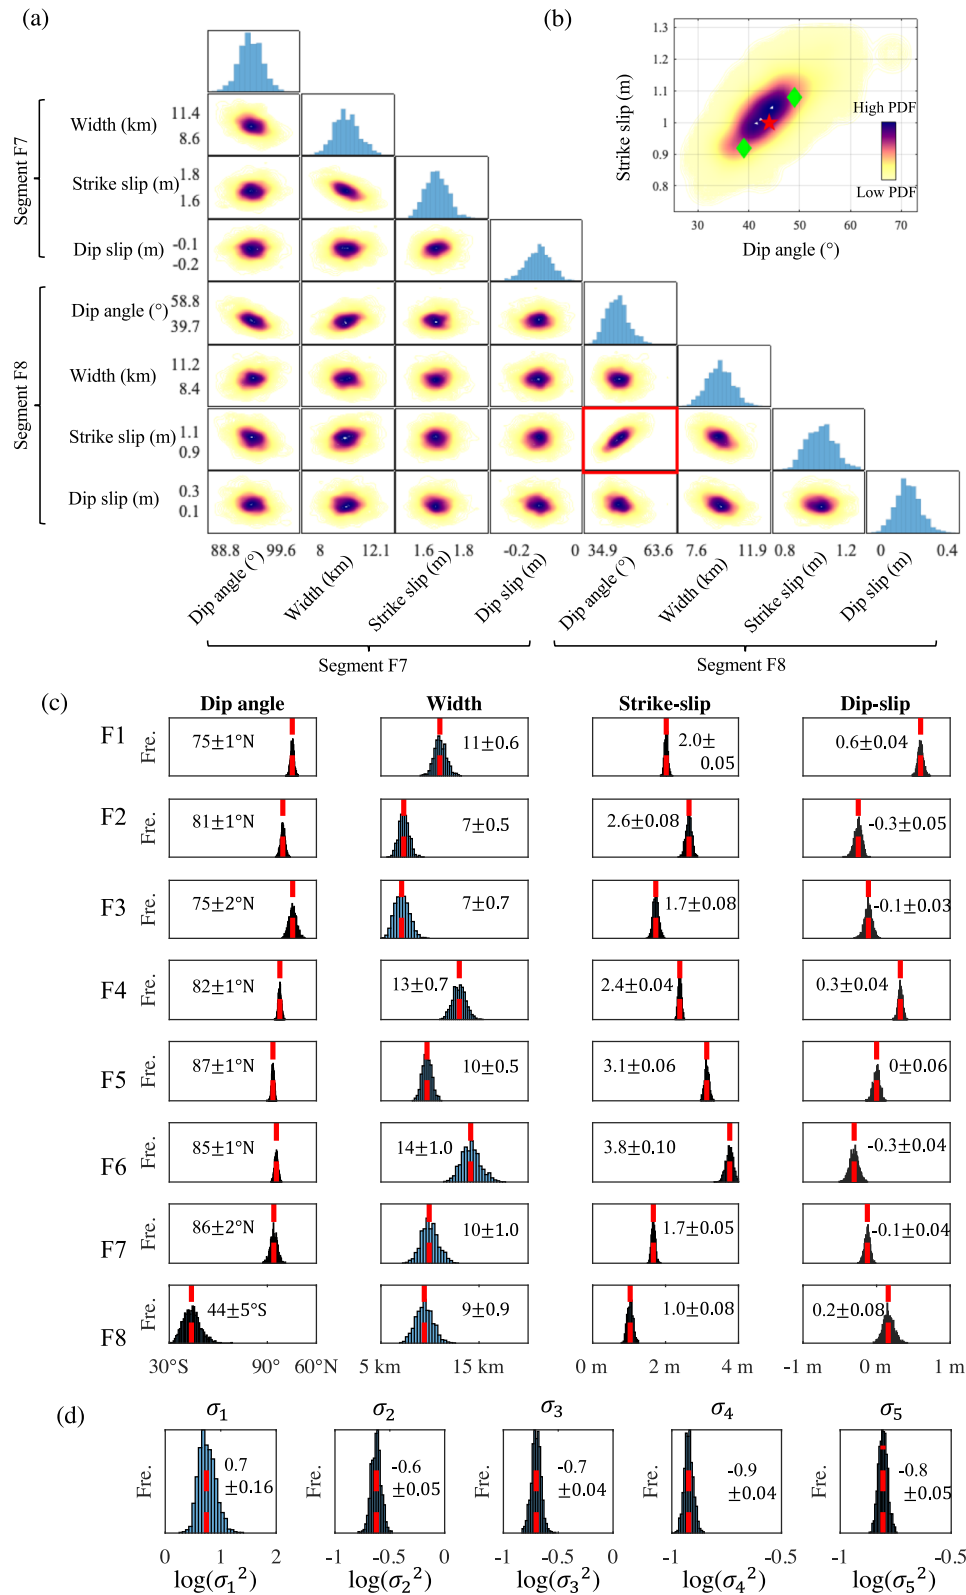 (a)
(b)
Segment F7
Width (km)
11.4
8.6
Strike slip (m)
1.8
1.6
Dip slip (m)
-0.1
-0.2
Segment F8
Dip angle (°)
58.8
39.7
Width (km)
11.2
8.4
Strike slip (m)
1.1
0.9
Dip slip (m)
0.3
0.1
88.8 99.6 8 12.1 1.6 1.8 -0.2 0 34.9 63.6 7.6 11.9 0.8 1.2 0 0.4
Dip angle (°) Width (km) Strike slip (m) Dip slip (m) Dip angle (°) Width (km) Strike slip (m) Dip slip (m)
Segment F7 Segment F8
Strike slip (m)
1.3
1.2
1.1
1
0.9
0.8
High PDF
Low PDF
30 40 50 60 70
Dip angle (°)
(c)
Dip angle Width Strike-slip Dip-slip
F1 Fre. 75±1°N 11±0.6 2.0±0.05 0.6±0.04
F2 Fre. 81±1°N 7±0.5 2.6±0.08 -0.3±0.05
F3 Fre. 75±2°N 7±0.7 1.7±0.08 -0.1±0.03
F4 Fre. 82±1°N 13±0.7 2.4±0.04 0.3±0.04
F5 Fre. 87±1°N 10±0.5 3.1±0.06 0±0.06
F6 Fre. 85±1°N 14±1.0 3.8±0.10 -0.3±0.04
F7 Fre. 86±2°N 10±1.0 1.7±0.05 -0.1±0.04
F8 Fre. 44±5°S 9±0.9 1.0±0.08 0.2±0.08
30°S 90° 60°N 5 km 15 km 0 m 2 m 4 m -1 m 0 m 1 m
(d)
σ₁ σ₂ σ₃ σ₄ σ₅
Fre. Fre. Fre. Fre. Fre.
0.7 -0.6 -0.7 -0.9 -0.8
±0.16 ±0.05 ±0.04 ±0.04 ±0.05
0 1 2 -1 -0.5 0 -1 -0.5 0 -1 -0.5 -1 -0.5
log(σ₁²) log(σ₂²) log(σ₃²) log(σ₄²) log(σ₅²)